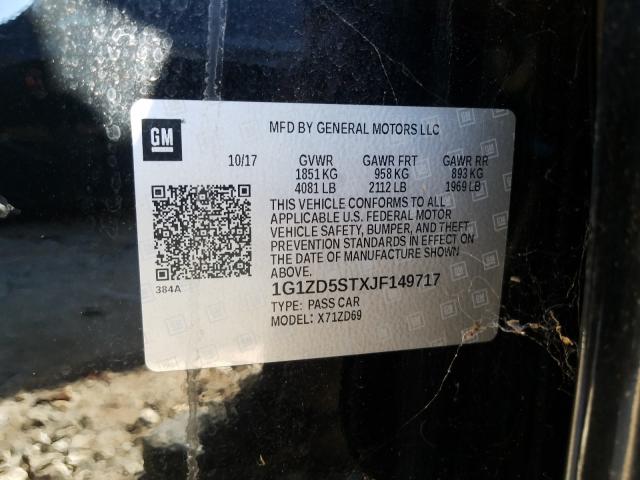 GM
MFD BY GENERAL MOTORS LLC
10/17 GVWR GAWR FRT GAWR RR
1851 KG 958 KG 893 KG
4081 LB 2112 LB 1969 LB
THIS VEHICLE CONFORMS TO ALL
APPLICABLE U.S. FEDERAL MOTOR
VEHICLE SAFETY, BUMPER, AND THEFT
PREVENTION STANDARDS IN EFFECT ON
THE DATE OF MANUFACTURE SHOWN
ABOVE.
384A
1G1ZD5STXJF149717
TYPE: PASS CAR
MODEL: X71ZD69